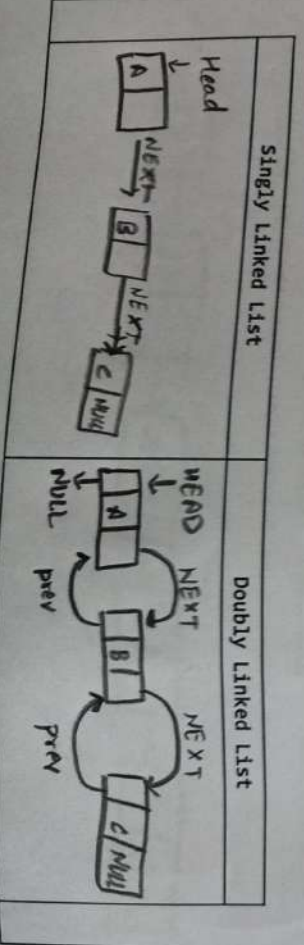 Singly Linked List
Head
↓
NEXT NEXT
A B C NULL
Doubly Linked List
HEAD
↓
NEXT NEXT
A B C NULL
↓
NULL
prev prev